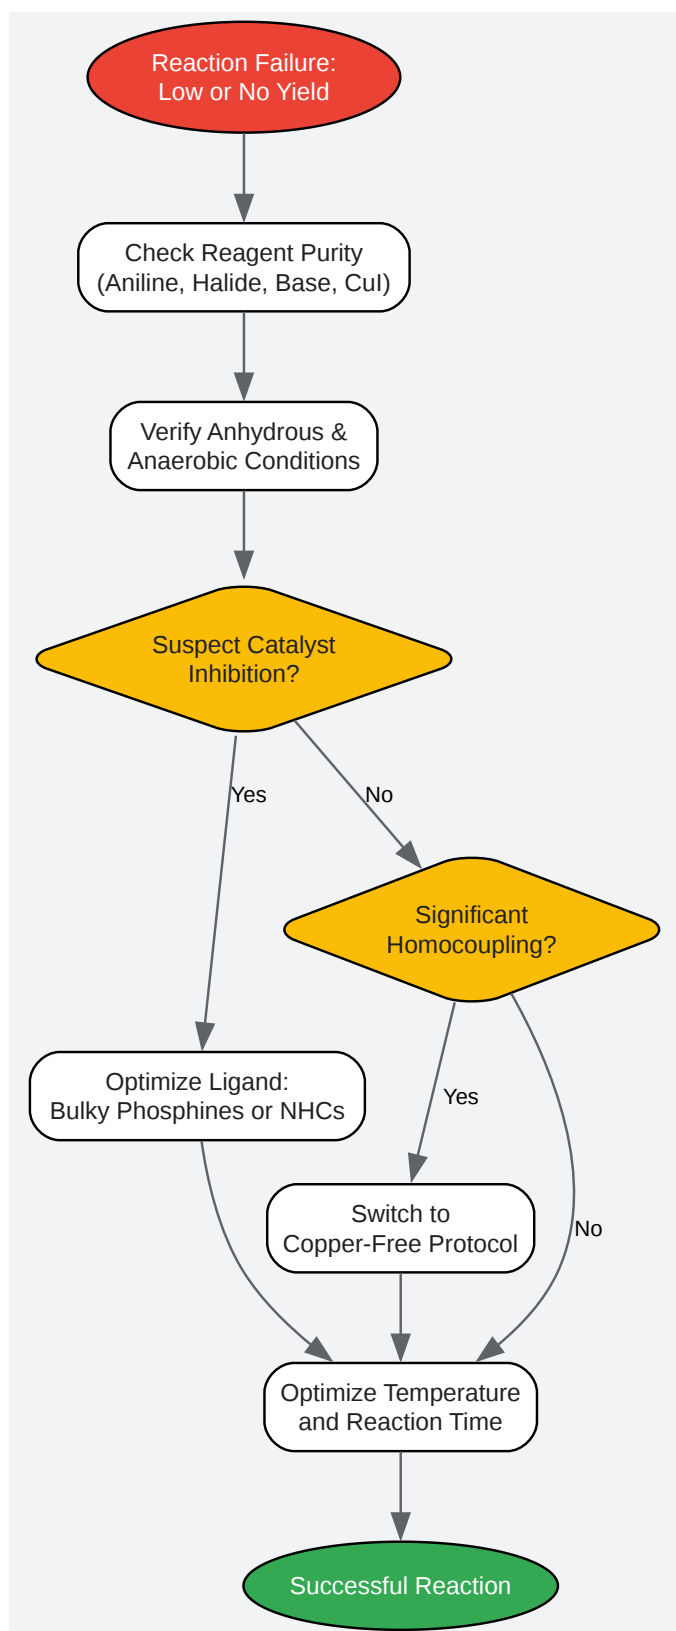 Reaction Failure:
Low or No Yield
Check Reagent Purity
(Aniline, Halide, Base, CuI)
Verify Anhydrous &
Anaerobic Conditions
Suspect Catalyst
Inhibition?
Yes
No
Significant
Homocoupling?
Optimize Ligand:
Bulky Phosphines or NHCs
Yes
Switch to
Copper-Free Protocol
No
Optimize Temperature
and Reaction Time
Successful Reaction